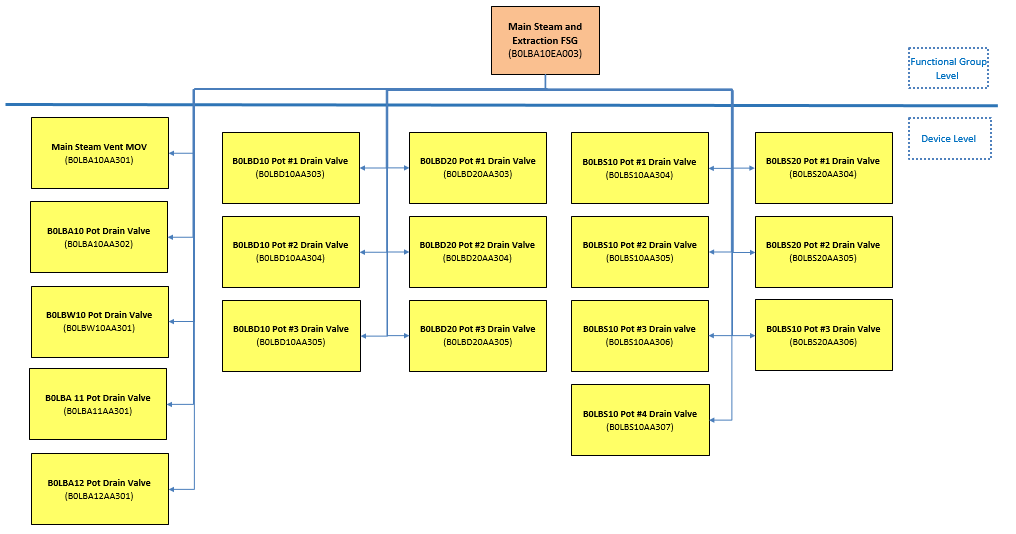 Main Steam and
Extraction FSG
(B0LBA10EA003)
Functional Group
Level
Device Level
Main Steam Vent MOV
(B0LBA10AA301)
B0LBA10 Pot Drain Valve
(B0LBA10AA302)
B0LBW10 Pot Drain Valve
(B0LBW10AA301)
B0LBA 11 Pot Drain Valve
(B0LBA11AA301)
B0LBA12 Pot Drain Valve
(B0LBA12AA301)
B0LBD10 Pot #1 Drain Valve
(B0LBD10AA303)
B0LBD10 Pot #2 Drain Valve
(B0LBD10AA304)
B0LBD10 Pot #3 Drain Valve
(B0LBD10AA305)
B0LBD20 Pot #1 Drain Valve
(B0LBD20AA303)
B0LBD20 Pot #2 Drain Valve
(B0LBD20AA304)
B0LBD20 Pot #3 Drain Valve
(B0LBD20AA305)
B0LBS10 Pot #1 Drain Valve
(B0LBS10AA304)
B0LBS10 Pot #2 Drain Valve
(B0LBS10AA305)
B0LBS10 Pot #3 Drain valve
(B0LBS10AA306)
B0LBS10 Pot #4 Drain Valve
(B0LBS10AA307)
B0LBS20 Pot #1 Drain Valve
(B0LBS20AA304)
B0LBS20 Pot #2 Drain Valve
(B0LBS20AA305)
B0LBS10 Pot #3 Drain Valve
(B0LBS20AA306)